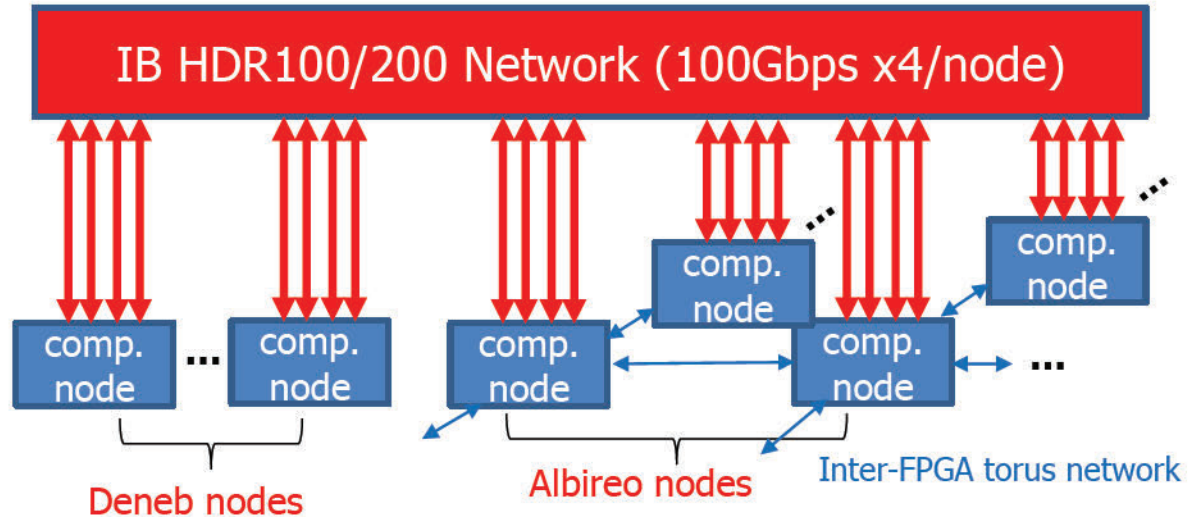 IB HDR100/200 Network (100Gbps x4/node)
comp.
node
...
comp.
node
comp.
node
comp.
node
...
comp.
node
comp.
node
...
...
Deneb nodes
Albireo nodes
Inter-FPGA torus network